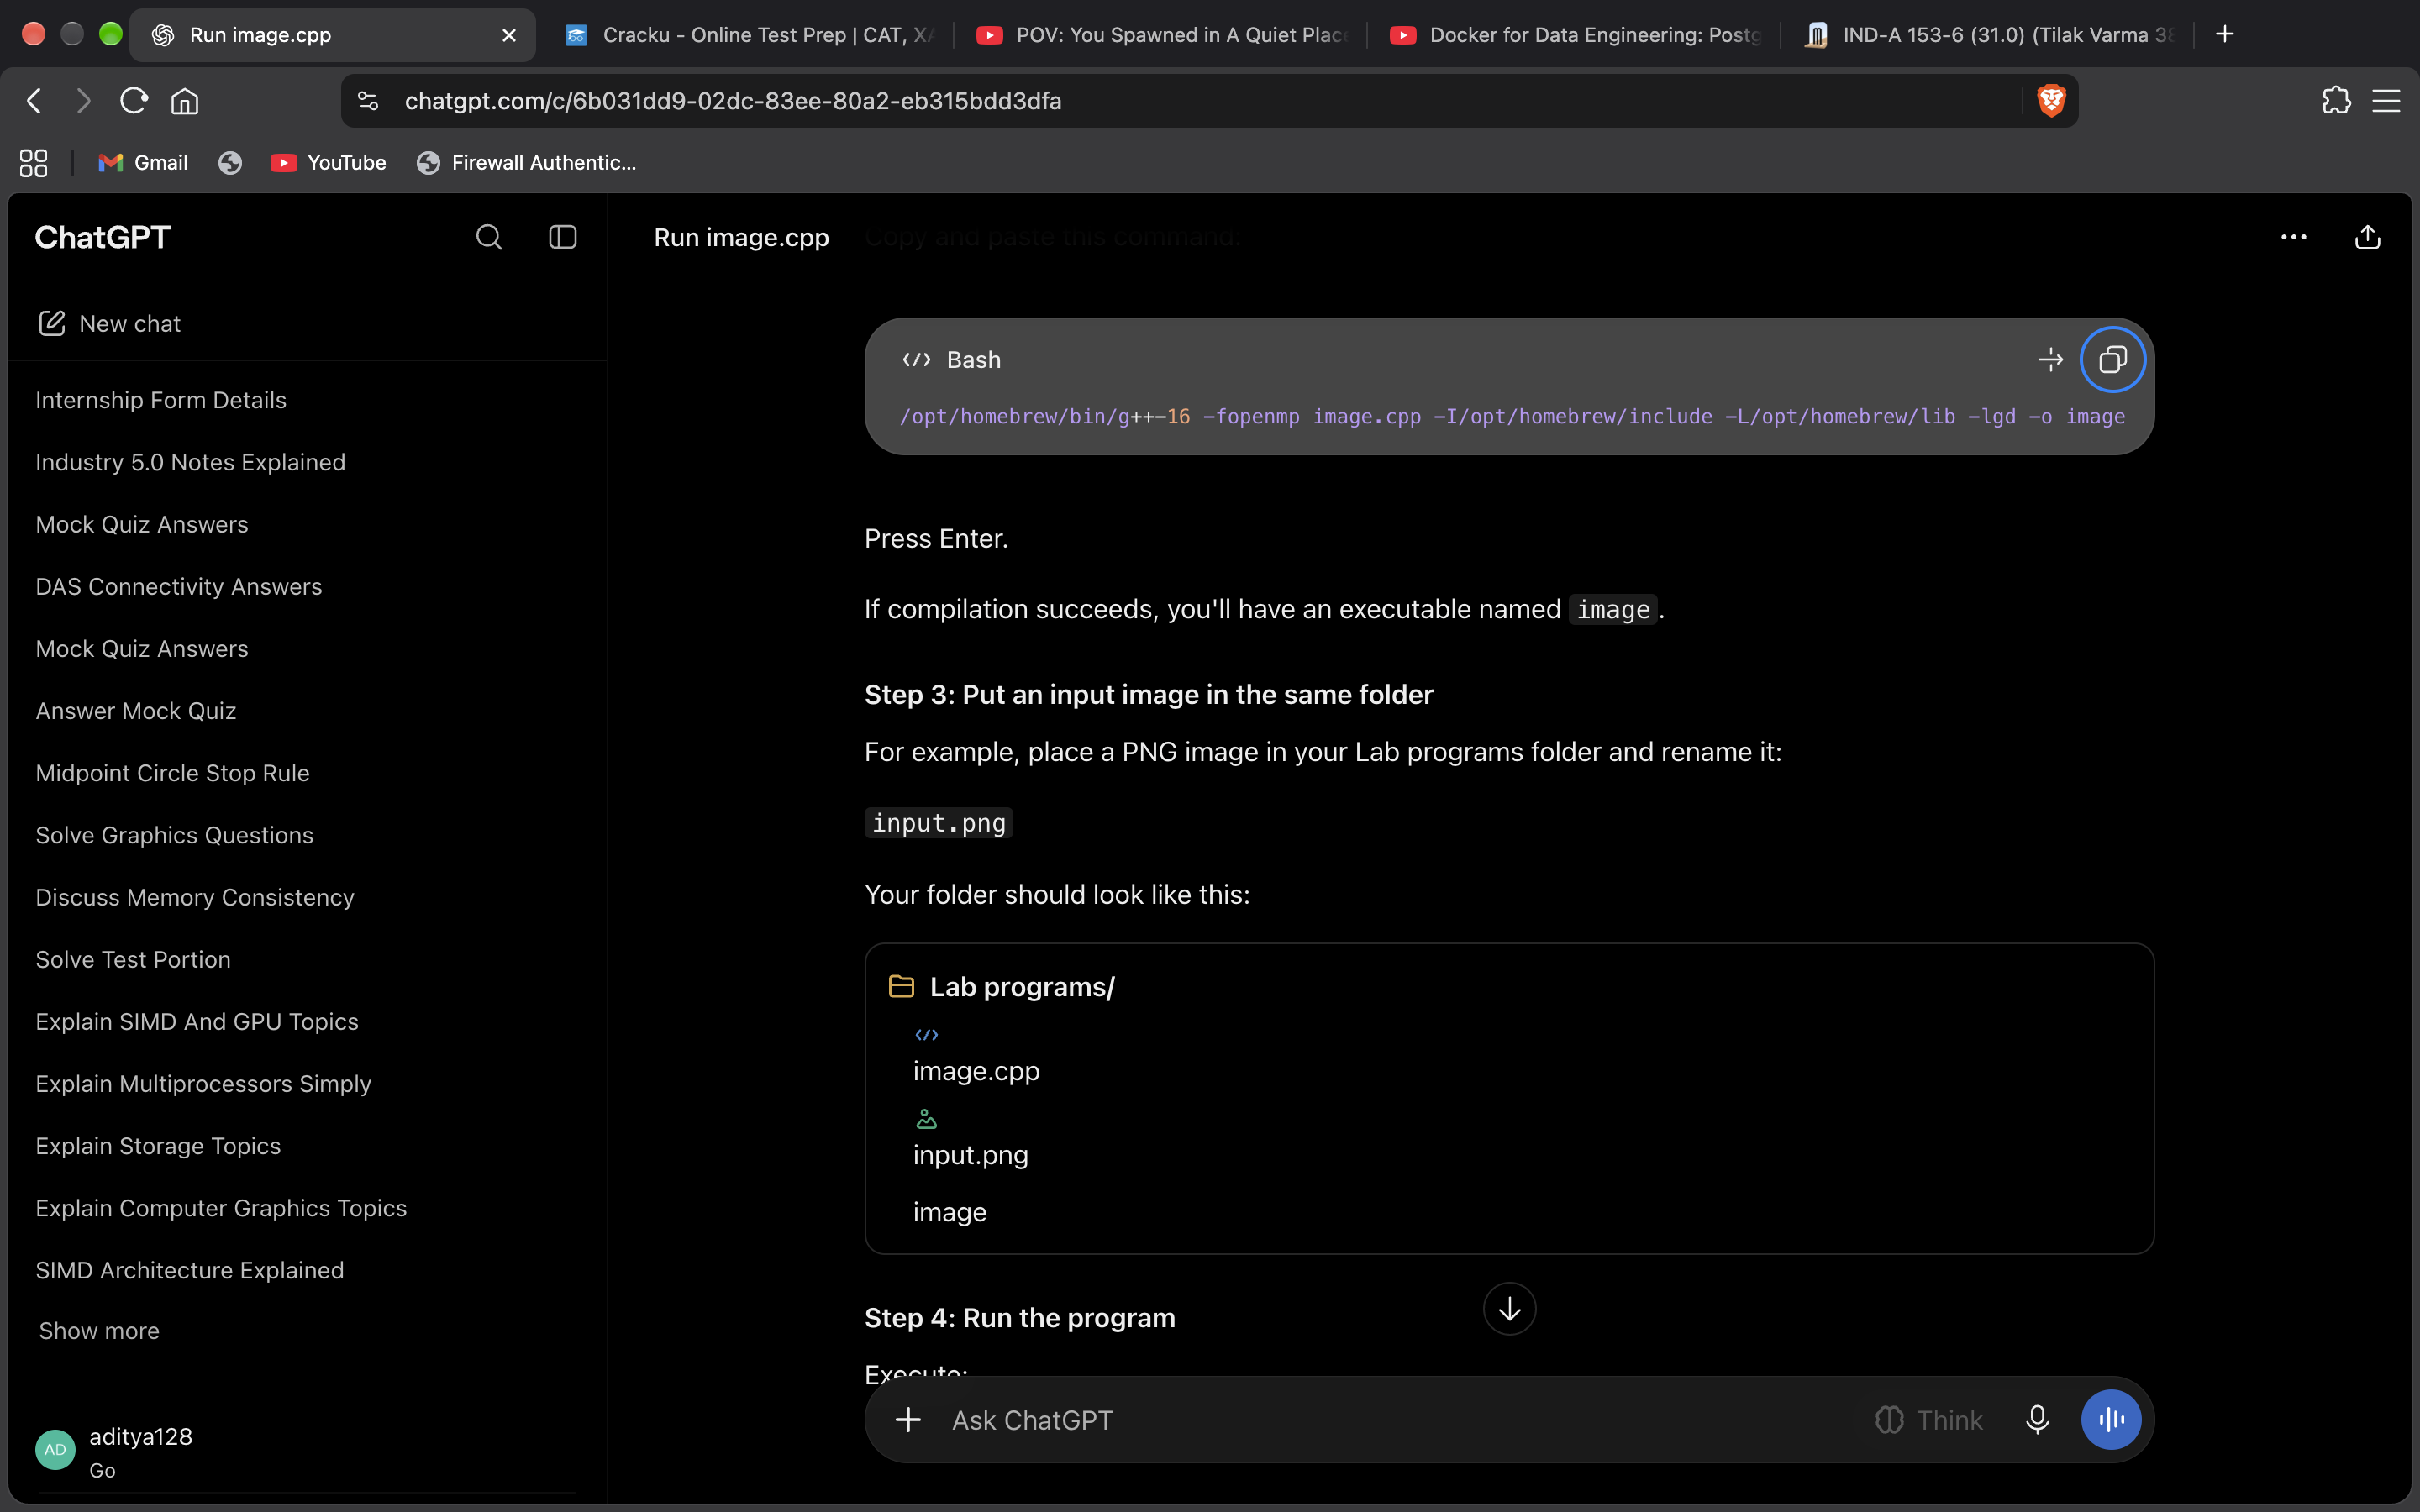 Run image.cpp
Cracku - Online Test Prep | CAT, XA
POV: You Spawned in A Quiet Place
Docker for Data Engineering: Postg
IND-A 153-6 (31.0) (Tilak Varma 38
chatgpt.com/c/6b031dd9-02dc-83ee-80a2-eb315bdd3dfa
Gmail
YouTube
Firewall Authentic...
ChatGPT
New chat
Internship Form Details
Industry 5.0 Notes Explained
Mock Quiz Answers
DAS Connectivity Answers
Mock Quiz Answers
Answer Mock Quiz
Midpoint Circle Stop Rule
Solve Graphics Questions
Discuss Memory Consistency
Solve Test Portion
Explain SIMD And GPU Topics
Explain Multiprocessors Simply
Explain Storage Topics
Explain Computer Graphics Topics
SIMD Architecture Explained
Show more
AD
aditya128
Go
Run image.cpp
Copy and paste this command:
Bash
/opt/homebrew/bin/g++-16 -fopenmp image.cpp -I/opt/homebrew/include -L/opt/homebrew/lib -lgd -o image
Press Enter.
If compilation succeeds, you'll have an executable named image.
Step 3: Put an input image in the same folder
For example, place a PNG image in your Lab programs folder and rename it:
input.png
Your folder should look like this:
Lab programs/
image.cpp
input.png
image
Step 4: Run the program
Execute:
Ask ChatGPT
Think